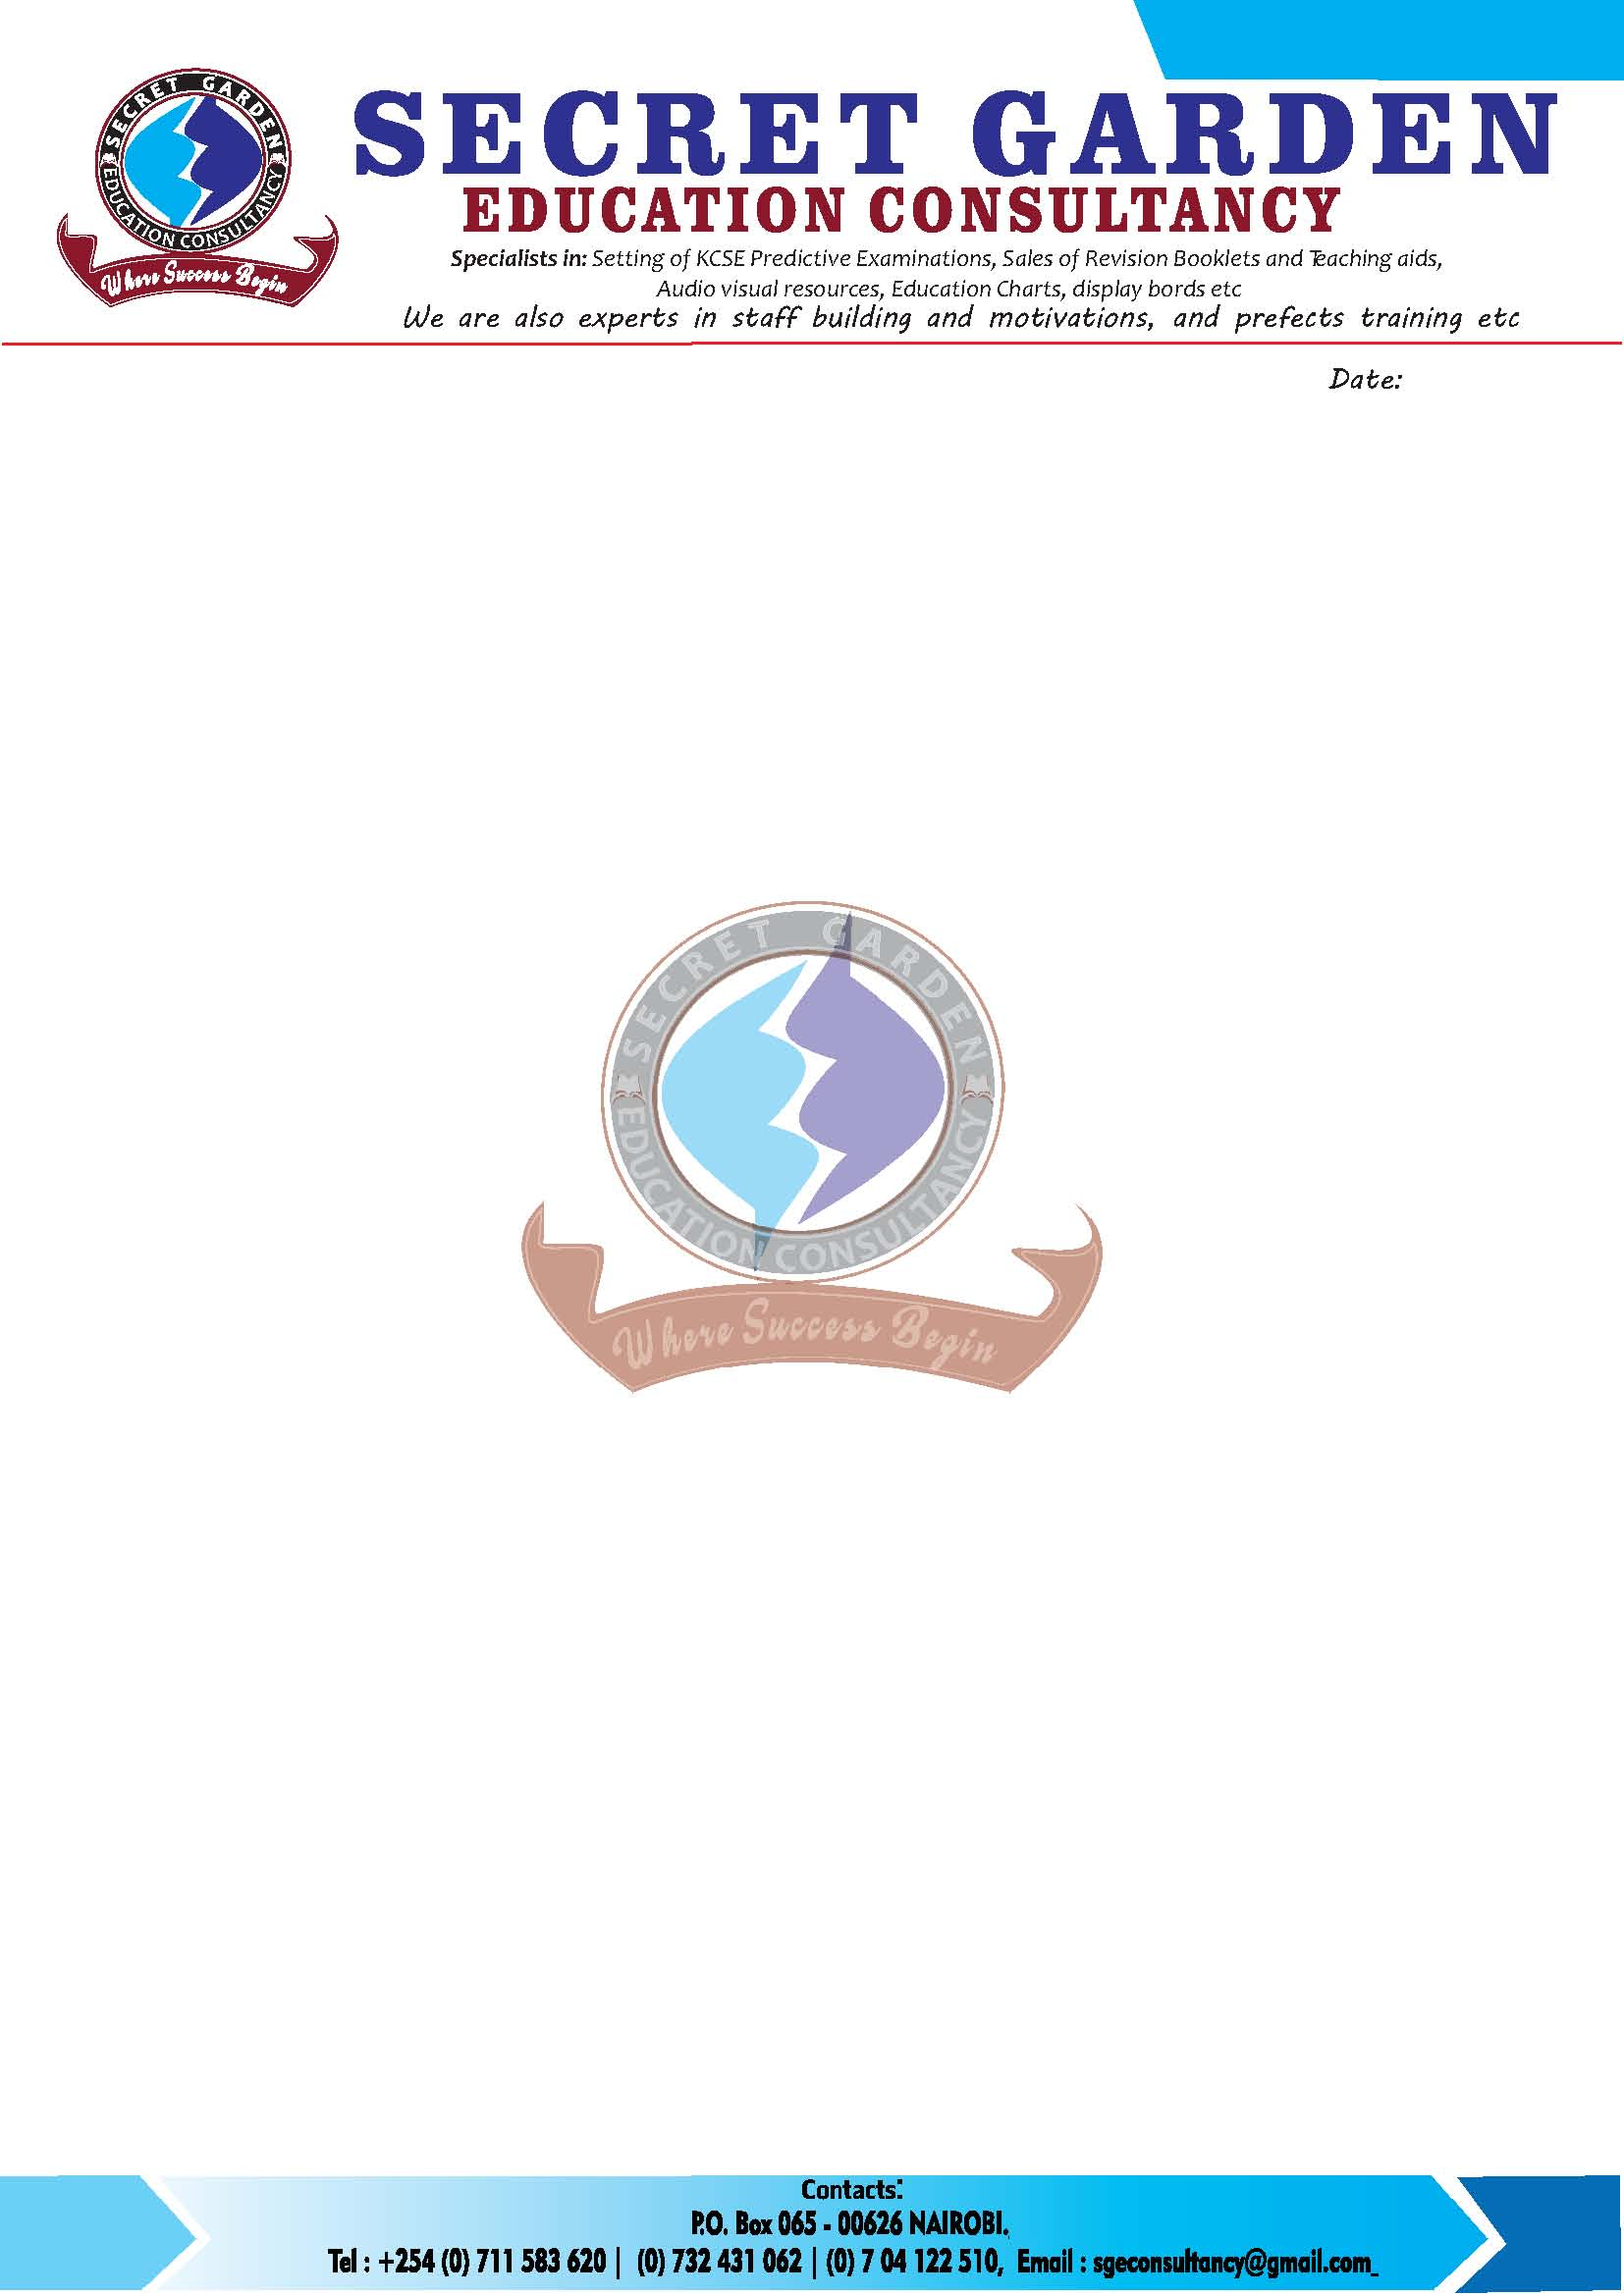 SECRET GARDEN
EDUCATION CONSULTANCY
Where Success Begin
SECRET GARDEN
EDUCATION CONSULTANCY
Specialists in: Setting of KCSE Predictive Examinations, Sales of Revision Booklets and Teaching aids,
Audio visual resources, Education Charts, display bords etc
We are also experts in staff building and motivations, and prefects training etc
Date:
SECRET GARDEN
EDUCATION CONSULTANCY
Where Success Begin
Contacts:
P.O. Box 065 - 00626 NAIROBI.
Tel : +254 (0) 711 583 620 | (0) 732 431 062 | (0) 7 04 122 510, Email : sgeconsultancy@gmail.com_